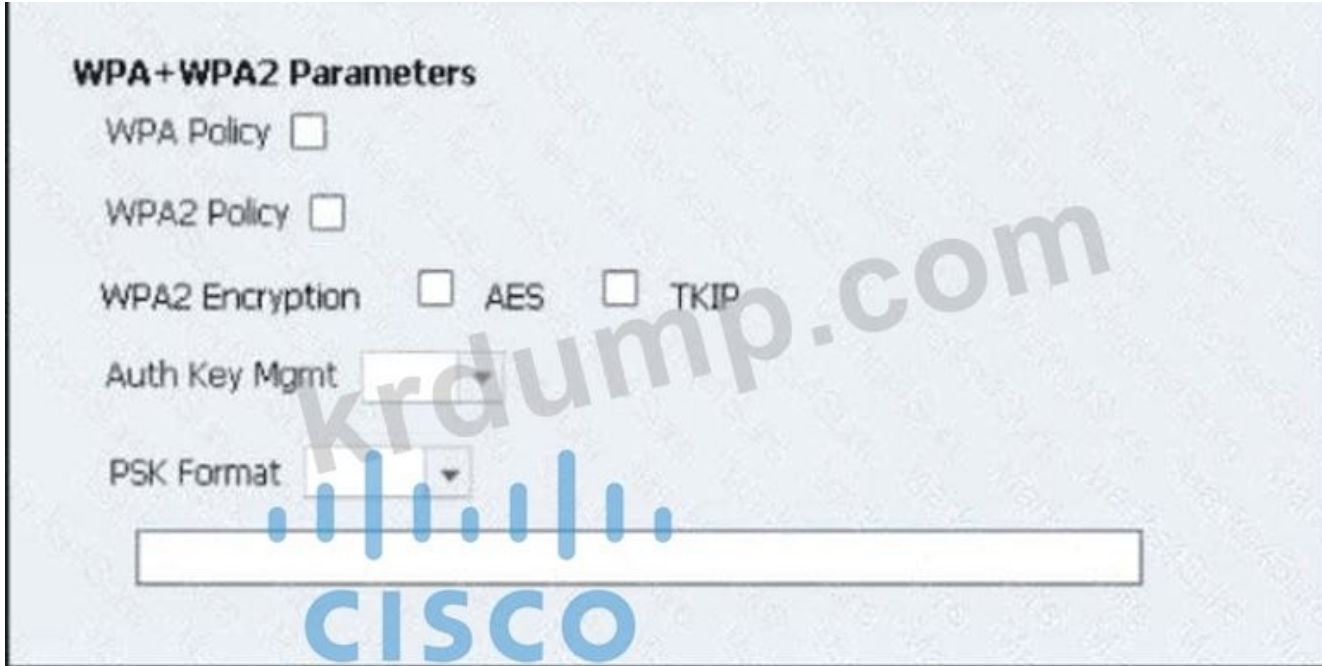 WPA+WPA2 Parameters
WPA Policy
WPA2 Policy
WPA2 Encryption AES TKIP
Auth Key Mgmt
PSK Format
krdump.com
CISCO